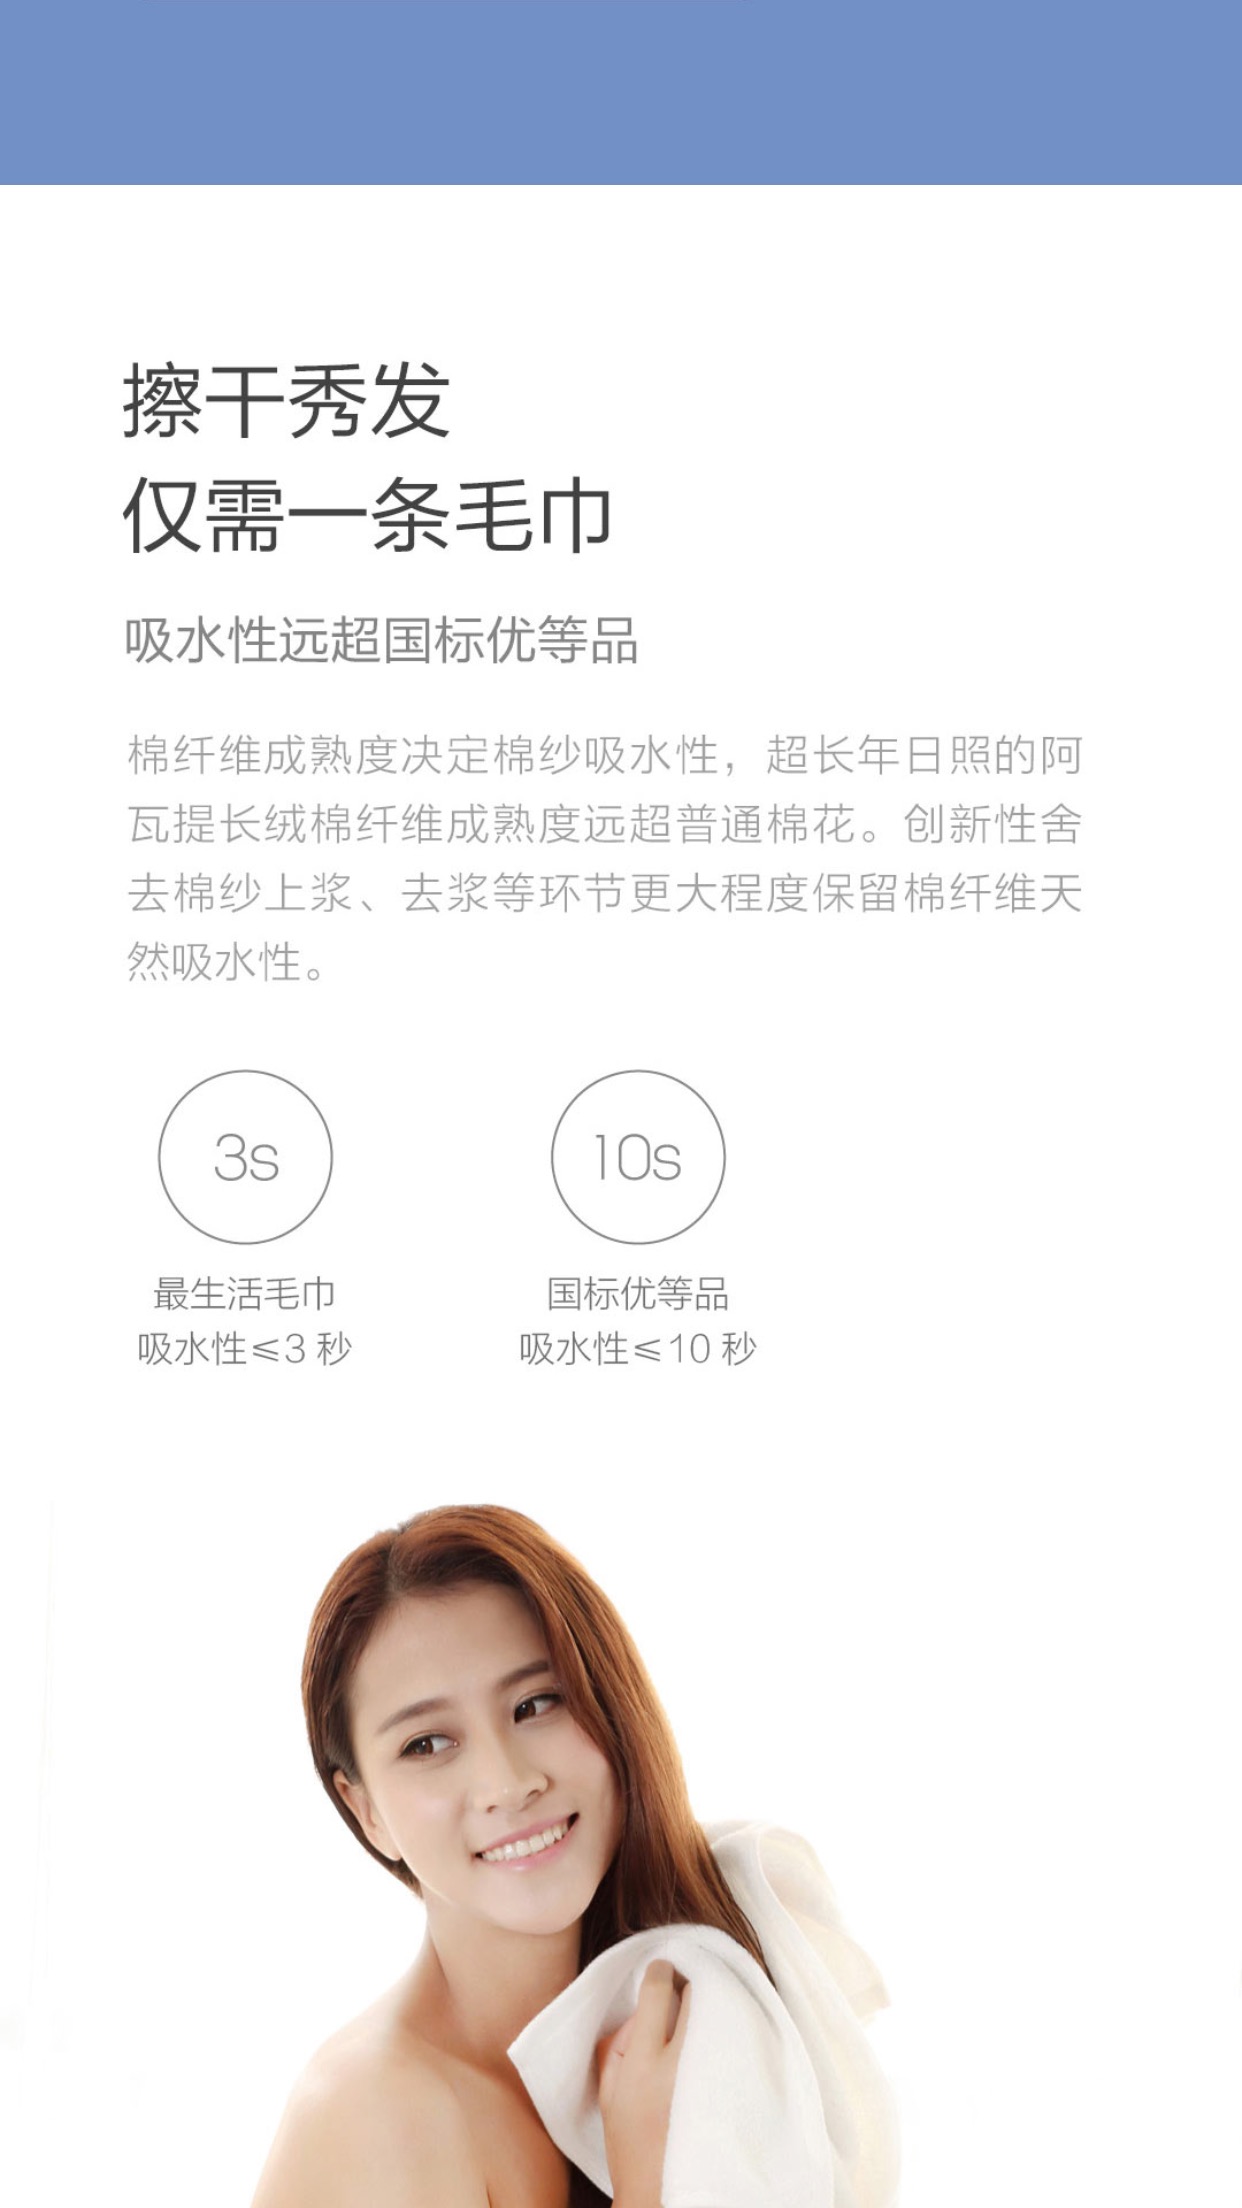 擦干秀发
仅需一条毛巾
吸水性远超国标优等品
棉纤维成熟度决定棉纱吸水性，超长年日照的阿
瓦提长绒棉纤维成熟度远超普通棉花。创新性舍
去棉纱上浆、去浆等环节更大程度保留棉纤维天
然吸水性。
3s
10s
最生活毛巾
国标优等品
吸水性≤3 秒
吸水性≤10 秒